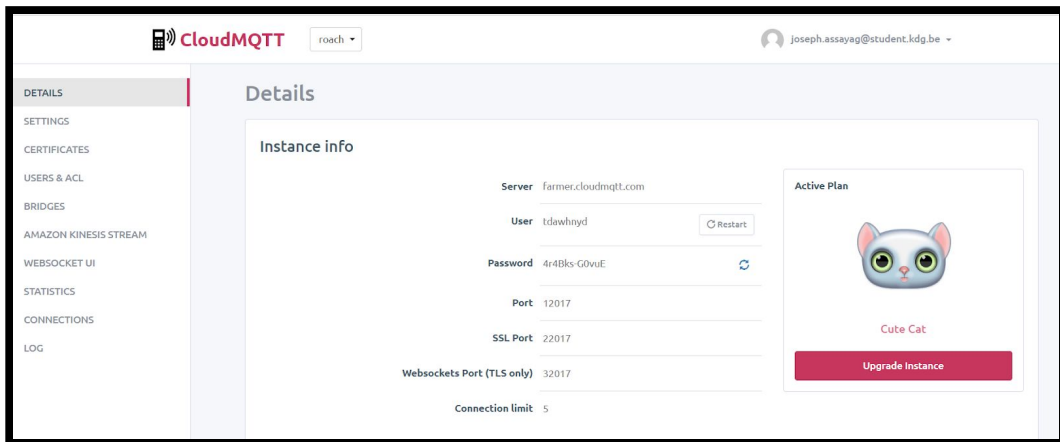 CloudMQTT
roach
joseph.assayag@student.kdg.be
DETAILS
SETTINGS
CERTIFICATES
USERS & ACL
BRIDGES
AMAZON KINESIS STREAM
WEBSOCKET UI
STATISTICS
CONNECTIONS
LOG
Details
Instance info
Server farmer.cloudmqtt.com
User tdawhnyd Restart
Password 4r4Bks-G0vuE
Port 12017
SSL Port 22017
Websockets Port (TLS only) 32017
Connection limit 5
Active Plan
Cute Cat
Upgrade Instance